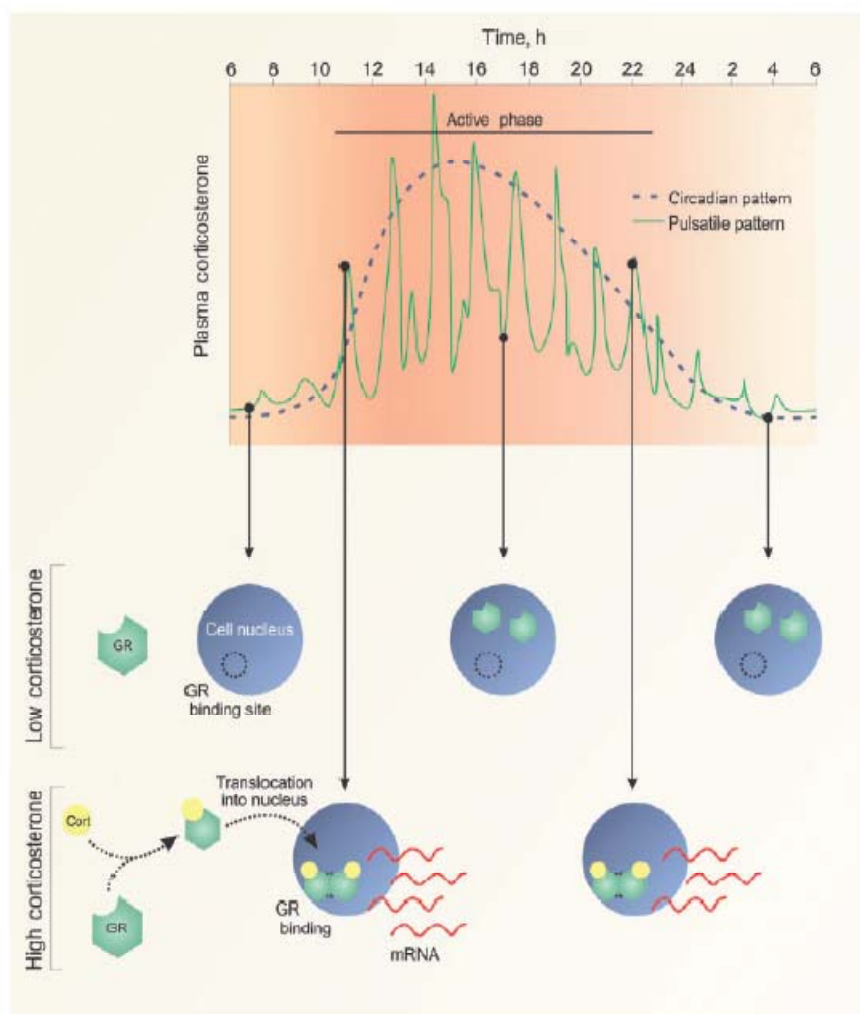 Time, h
6 8 10 12 14 16 18 20 22 24 2 4 6
Active phase
Circadian pattern
Pulsatile pattern
Plasma corticosterone
Low corticosterone
GR
Cell nucleus
GR
binding site
High corticosterone
Cort
GR
Translocation
into nucleus
GR
binding
mRNA